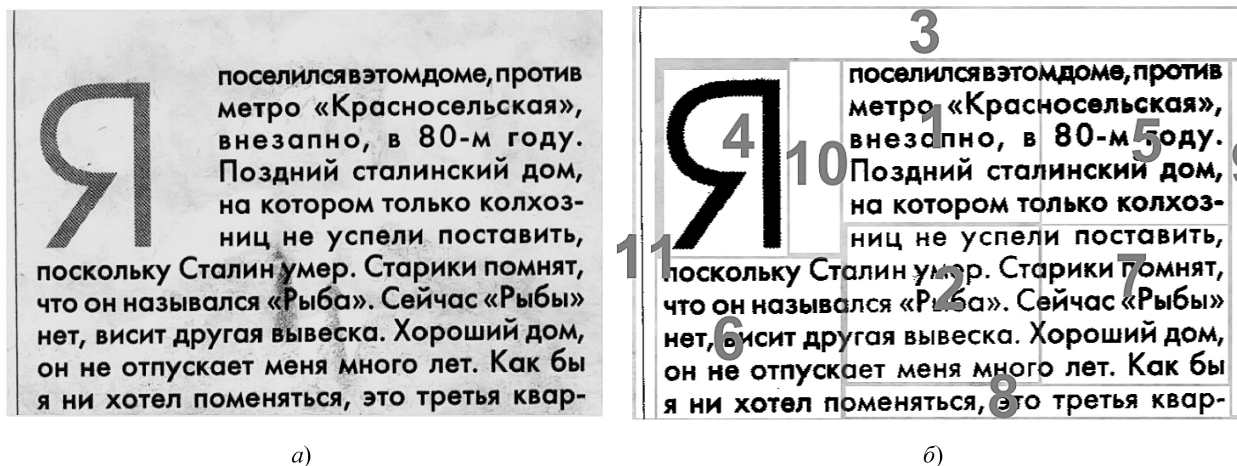 Я
поселился в этом доме, против
метро «Красносельская»,
внезапно, в 80-м году.
Поздний сталинский дом,
на котором только колхоз-
ниц не успели поставить,
поскольку Сталин умер. Старики помнят,
что он назывался «Рыба». Сейчас «Рыбы»
нет, висит другая вывеска. Хороший дом,
он не отпускает меня много лет. Как бы
я ни хотел поменяться, это третья квар-
а)
3
Я
4
10
поселился в этом доме, против
метро «Красносельская»,
1
внезапно, в 80-м году.
5
Поздний сталинский дом,
на котором только колхоз-
ниц не успели поставить,
11
поскольку Сталин умер. Старики помнят,
2
7
что он назывался «Рыба». Сейчас «Рыбы»
нет, висит другая вывеска. Хороший дом,
6
он не отпускает меня много лет. Как бы
8
я ни хотел поменяться, это третья квар-
б)